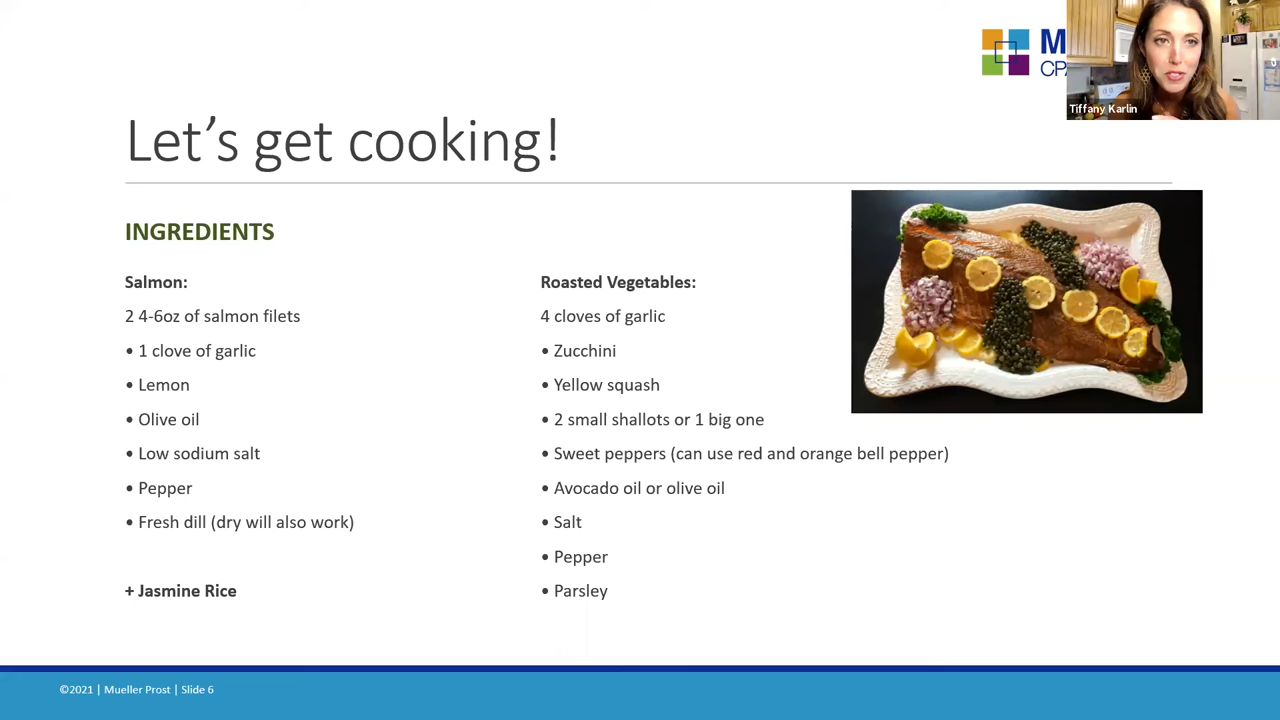 M
CPA
Tiffany Karlin
Let's get cooking!
INGREDIENTS
Salmon:
2 4-6oz of salmon filets
• 1 clove of garlic
• Lemon
• Olive oil
• Low sodium salt
• Pepper
• Fresh dill (dry will also work)
+ Jasmine Rice
Roasted Vegetables:
4 cloves of garlic
• Zucchini
• Yellow squash
• 2 small shallots or 1 big one
• Sweet peppers (can use red and orange bell pepper)
• Avocado oil or olive oil
• Salt
• Pepper
• Parsley
©2021 | Mueller Prost | Slide 6